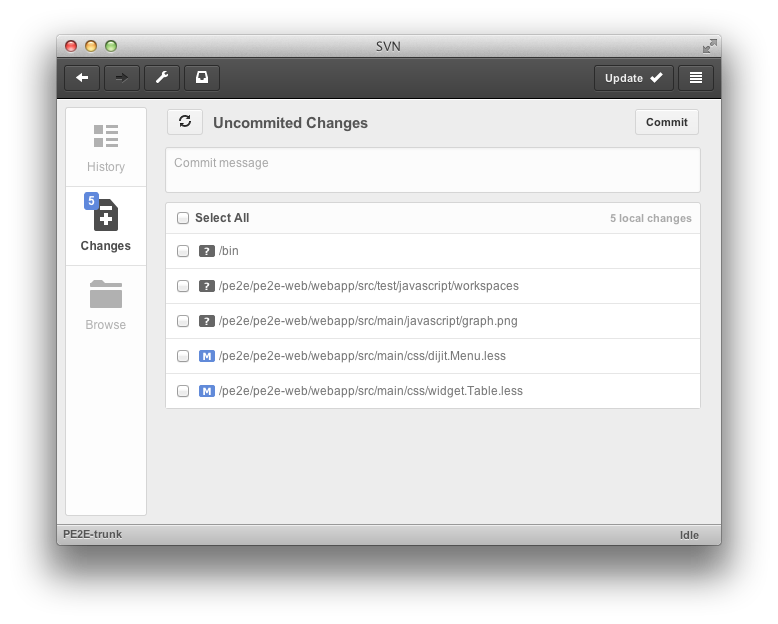 SVN
Update
History
5
Changes
Browse
Uncommited Changes
Commit
Commit message
Select All
5 local changes
? /bin
? /pe2e/pe2e-web/webapp/src/test/javascript/workspaces
? /pe2e/pe2e-web/webapp/src/main/javascript/graph.png
M /pe2e/pe2e-web/webapp/src/main/css/dijit.Menu.less
M /pe2e/pe2e-web/webapp/src/main/css/widget.Table.less
PE2E-trunk
Idle